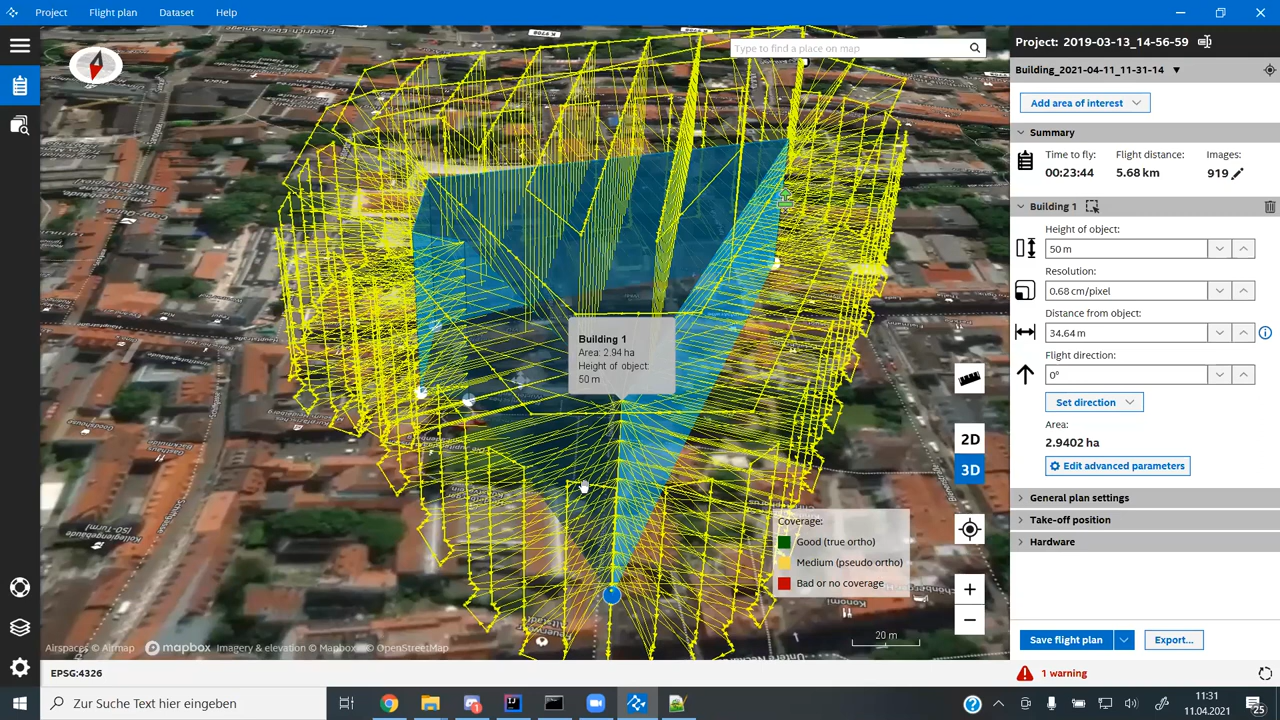 Project
Flight plan
Dataset
Help
Type to find a place on map
Project: 2019-03-13_14-56-59
Building_2021-04-11_11-31-14
Add area of interest
Summary
Time to fly:
Flight distance:
Images:
00:23:44
5.68 km
919
Building 1
Height of object:
50 m
Resolution:
0.68 cm/pixel
Distance from object:
34.64 m
Flight direction:
0°
Set direction
Area:
2.9402 ha
Edit advanced parameters
General plan settings
Take-off position
Hardware
Save flight plan
Export...
1 warning
Building 1
Area: 2.94 ha
Height of object:
50 m
2D
3D
Coverage:
Good (true ortho)
Medium (pseudo ortho)
Bad or no coverage
20 m
Airspaces © Airmap
mapbox
Imagery & elevation © Mapbox © OpenStreetMap
EPSG:4326
Zur Suche Text hier eingeben
11:31
11.04.2021
25